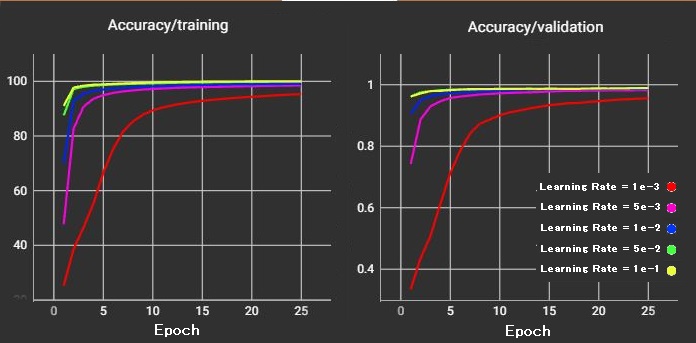 Accuracy/training
100
80
60
40
20
0
5
10
15
20
25
Epoch
Accuracy/validation
1
0.8
0.6
0.4
Learning Rate = 1e-3
Learning Rate = 5e-3
Learning Rate = 1e-2
Learning Rate = 5e-2
Learning Rate = 1e-1
0
5
10
15
20
25
Epoch